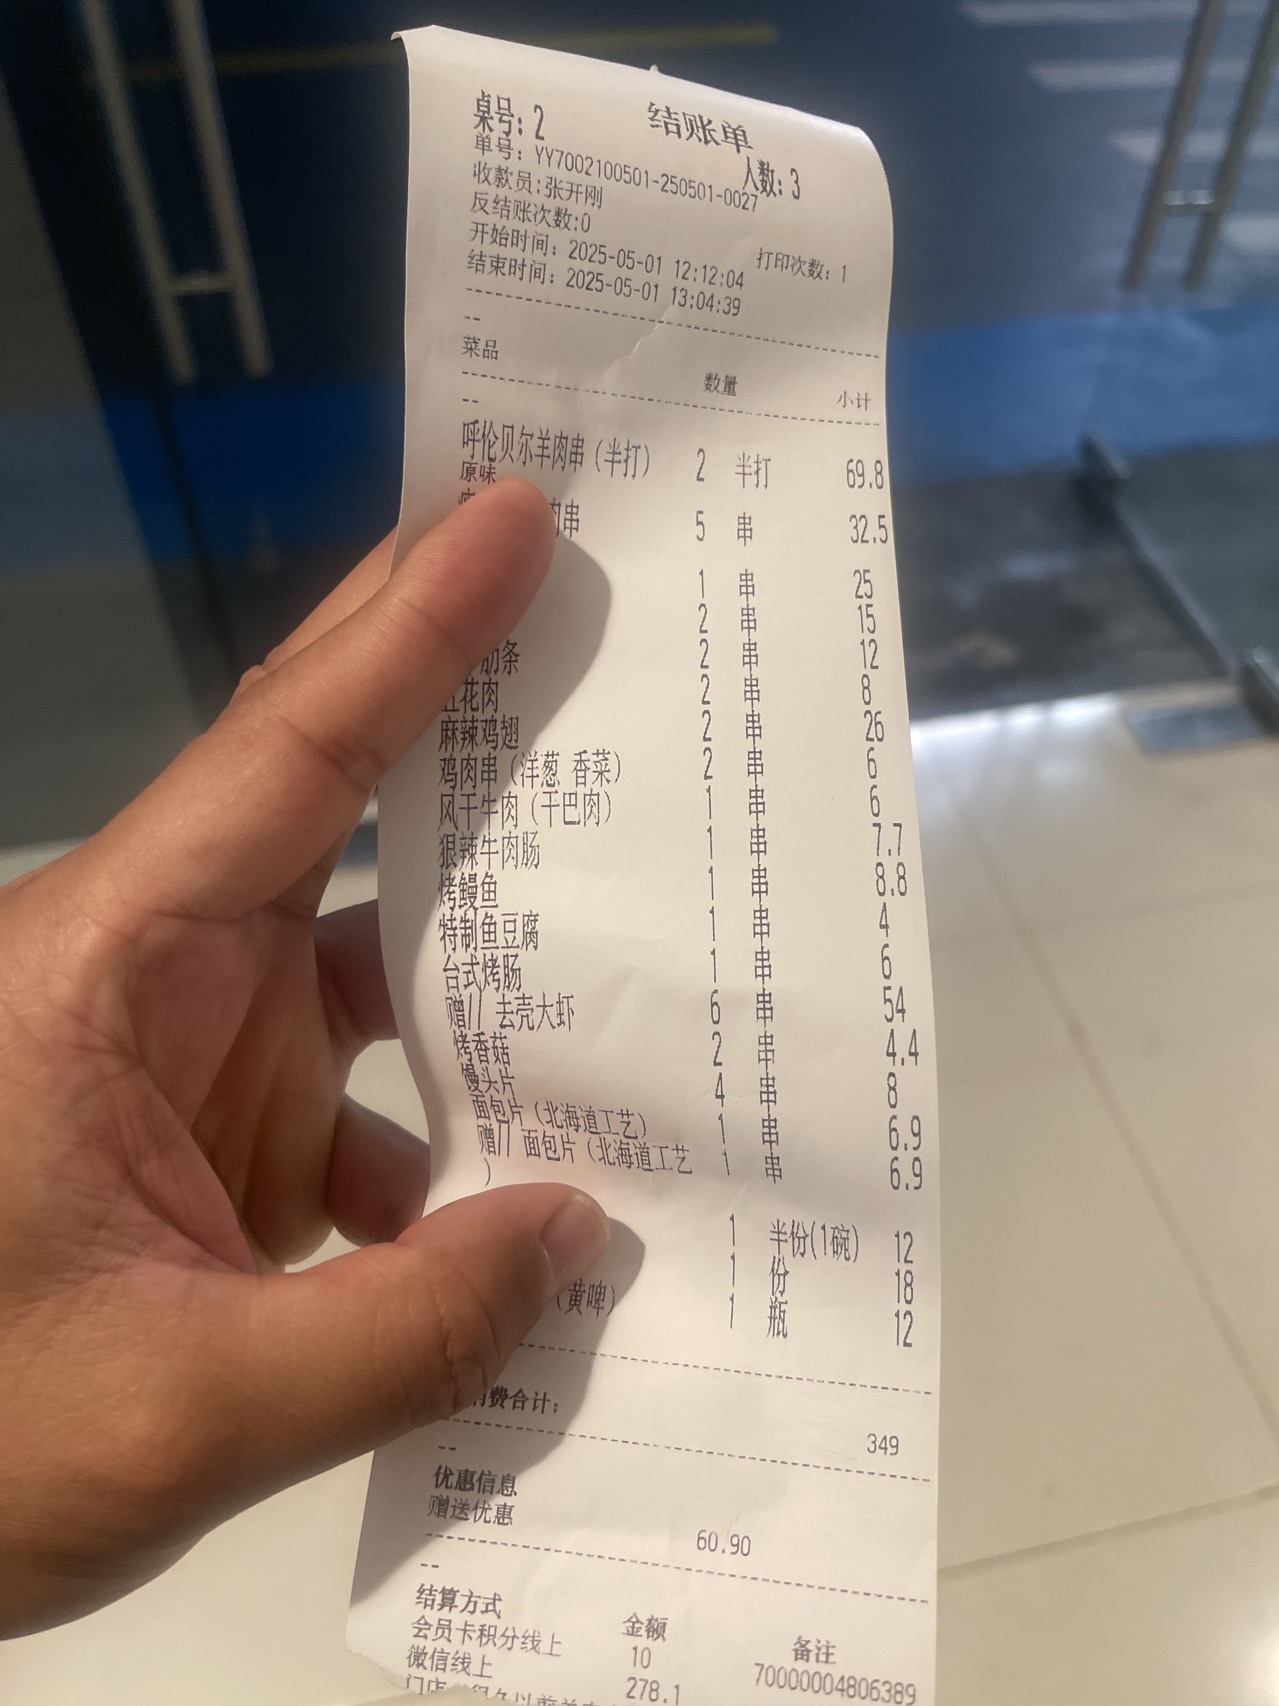 结账单
桌号: 2 人数: 3
单号: YY7002100501-250501-0027
收款员:张开刚
反结账次数:0 打印次数: 1
开始时间: 2025-05-01 12:12:04
结束时间: 2025-05-01 13:04:39
--
菜品 数量 小计
--
呼伦贝尔羊肉串(半打) 2 半打 69.8
原味
肉串 5 串 32.5
1 串 25
2 串 15
肋条 2 串 12
五花肉 2 串 8
麻辣鸡翅 2 串 26
鸡肉串(洋葱 香菜) 2 串 6
风干牛肉(干巴肉) 1 串 6
狠辣牛肉肠 1 串 7.7
烤鳗鱼 1 串 8.8
特制鱼豆腐 1 串 4
台式烤肠 1 串 6
赠// 去壳大虾 6 串 54
烤香菇 2 串 4.4
馒头片 4 串 8
面包片(北海道工艺) 1 串 6.9
赠// 面包片(北海道工艺 1 串 6.9
)
1 半份(1碗) 12
1 份 18
(黄啤) 1 瓶 12
消费合计: 349
--
优惠信息
赠送优惠 60.90
--
结算方式 金额 备注
会员卡积分线上 10 70000004806389
微信线上 278.1
门店